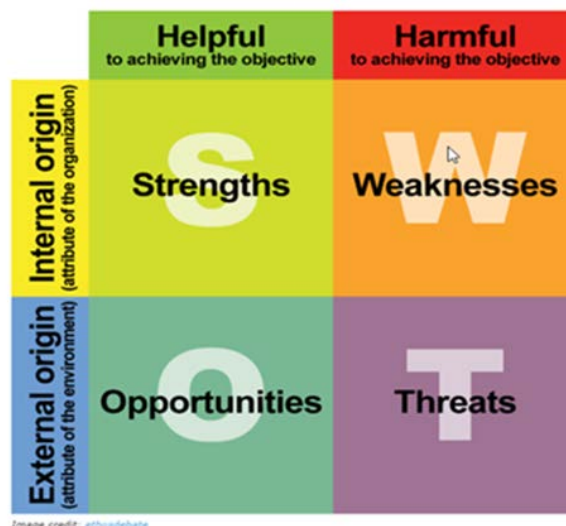 Helpful
to achieving the objective
Harmful
to achieving the objective
Internal origin
(attribute of the organization)
S
Strengths
W
Weaknesses
External origin
(attribute of the environment)
O
Opportunities
T
Threats
Image credit: